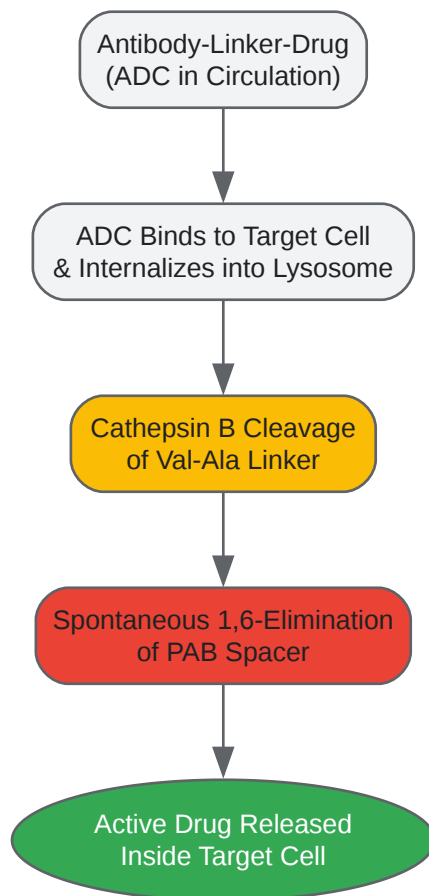 Antibody-Linker-Drug
(ADC in Circulation)
ADC Binds to Target Cell
& Internalizes into Lysosome
Cathepsin B Cleavage
of Val-Ala Linker
Spontaneous 1,6-Elimination
of PAB Spacer
Active Drug Released
Inside Target Cell